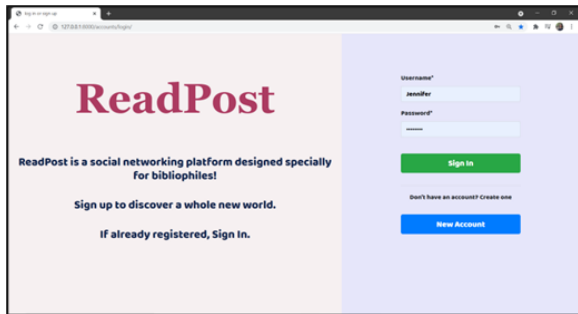 log in or sign up
127.0.0.1:8000/accounts/login/
ReadPost
ReadPost is a social networking platform designed specially
for bibliophiles!
Sign up to discover a whole new world.
If already registered, Sign In.
Username*
Jennifer
Password*
Sign In
Don't have an account? Create one
New Account